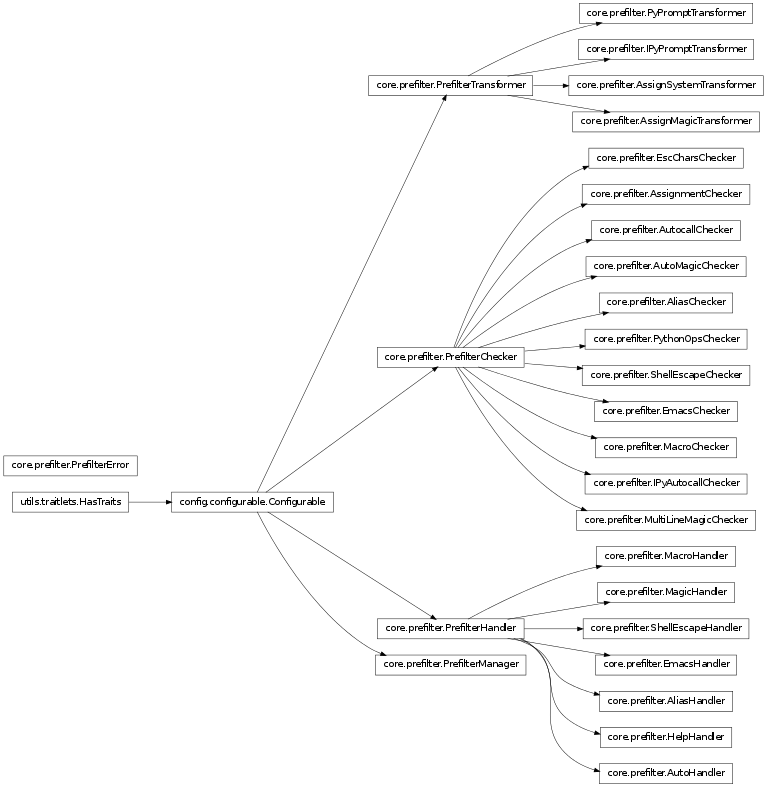 core.prefilter.PyPromptTransformer
core.prefilter.IPyPromptTransformer
core.prefilter.PrefilterTransformer
core.prefilter.AssignSystemTransformer
core.prefilter.AssignMagicTransformer
core.prefilter.EscCharsChecker
core.prefilter.AssignmentChecker
core.prefilter.AutocallChecker
core.prefilter.AutoMagicChecker
core.prefilter.AliasChecker
core.prefilter.PythonOpsChecker
core.prefilter.PrefilterChecker
core.prefilter.ShellEscapeChecker
core.prefilter.EmacsChecker
core.prefilter.MacroChecker
core.prefilter.PrefilterError
core.prefilter.IPyAutocallChecker
utils.traitlets.HasTraits
config.configurable.Configurable
core.prefilter.MultiLineMagicChecker
core.prefilter.MacroHandler
core.prefilter.MagicHandler
core.prefilter.PrefilterHandler
core.prefilter.ShellEscapeHandler
core.prefilter.PrefilterManager
core.prefilter.EmacsHandler
core.prefilter.AliasHandler
core.prefilter.HelpHandler
core.prefilter.AutoHandler